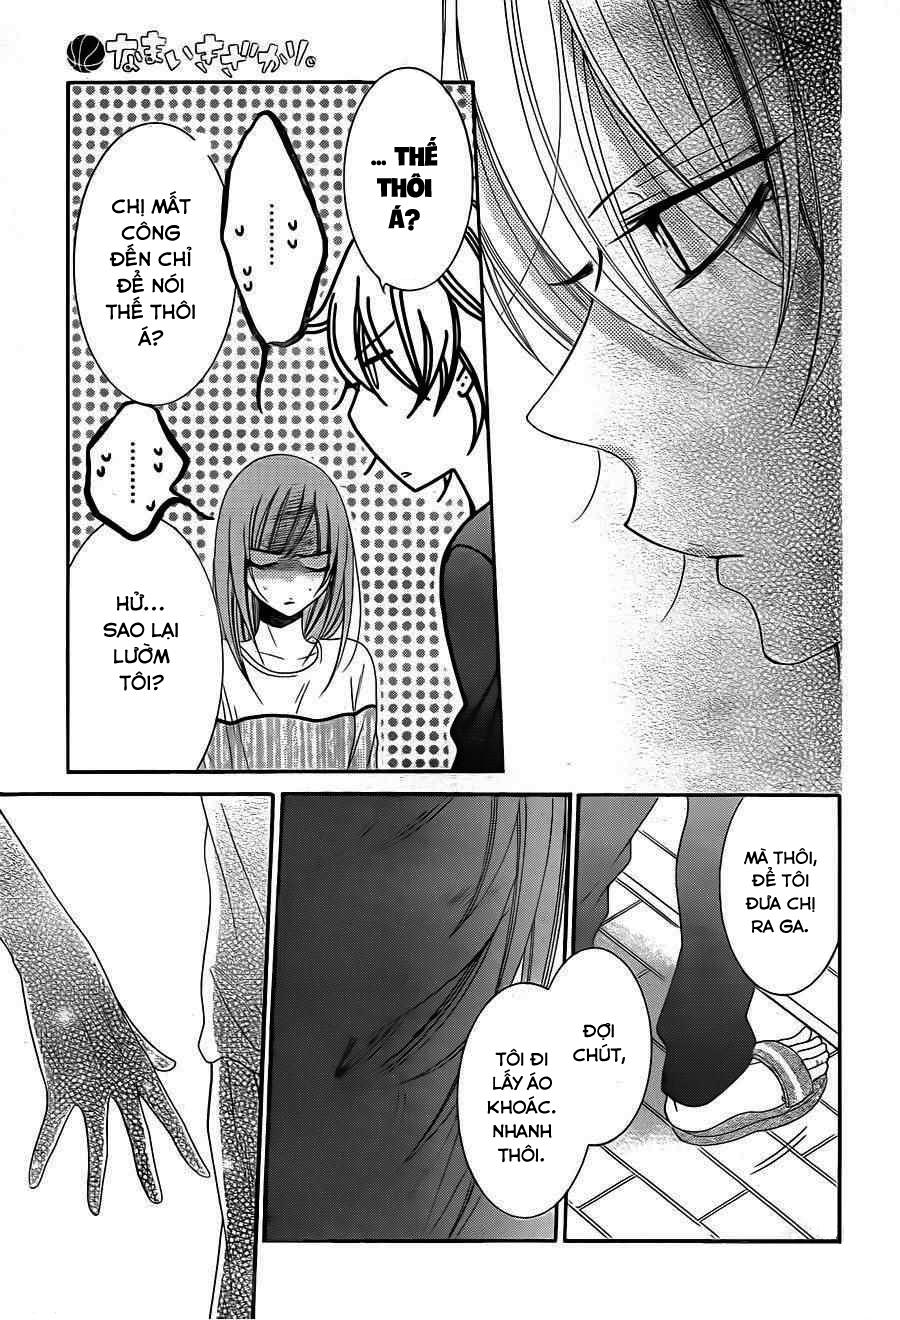 なまいきざかり。
... THẾ
THÔI
Á?
.........
CHỊ MẤT
CÔNG
ĐẾN CHỈ
ĐỂ NÓI
THẾ THÔI
Á?
.........
HỬ...
SAO LẠI
LƯỜM
TÔI?
MÀ THÔI,
ĐỂ TÔI
ĐƯA CHỊ
RA GA.
ĐỢI
CHÚT,
TÔI ĐI
LẤY ÁO
KHOÁC.
NHANH
THÔI.